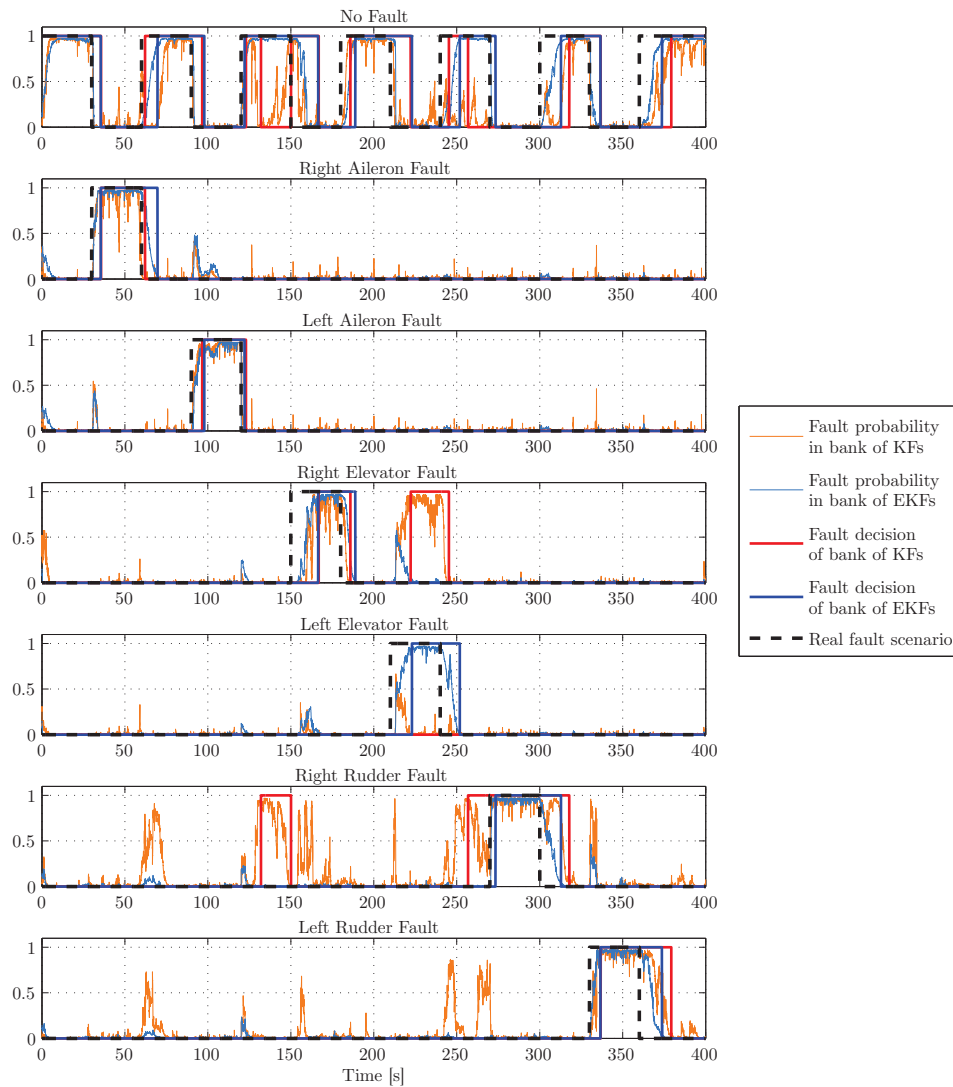 No Fault
1
0.5
0
0 50 100 150 200 250 300 350 400
Right Aileron Fault
1
0.5
0
0 50 100 150 200 250 300 350 400
Left Aileron Fault
1
0.5
0
0 50 100 150 200 250 300 350 400
Right Elevator Fault
1
0.5
0
0 50 100 150 200 250 300 350 400
Left Elevator Fault
1
0.5
0
0 50 100 150 200 250 300 350 400
Right Rudder Fault
1
0.5
0
0 50 100 150 200 250 300 350 400
Left Rudder Fault
1
0.5
0
0 50 100 150 200 250 300 350 400
Time [s]
Fault probability
in bank of KFs
Fault probability
in bank of EKFs
Fault decision
of bank of KFs
Fault decision
of bank of EKFs
Real fault scenario